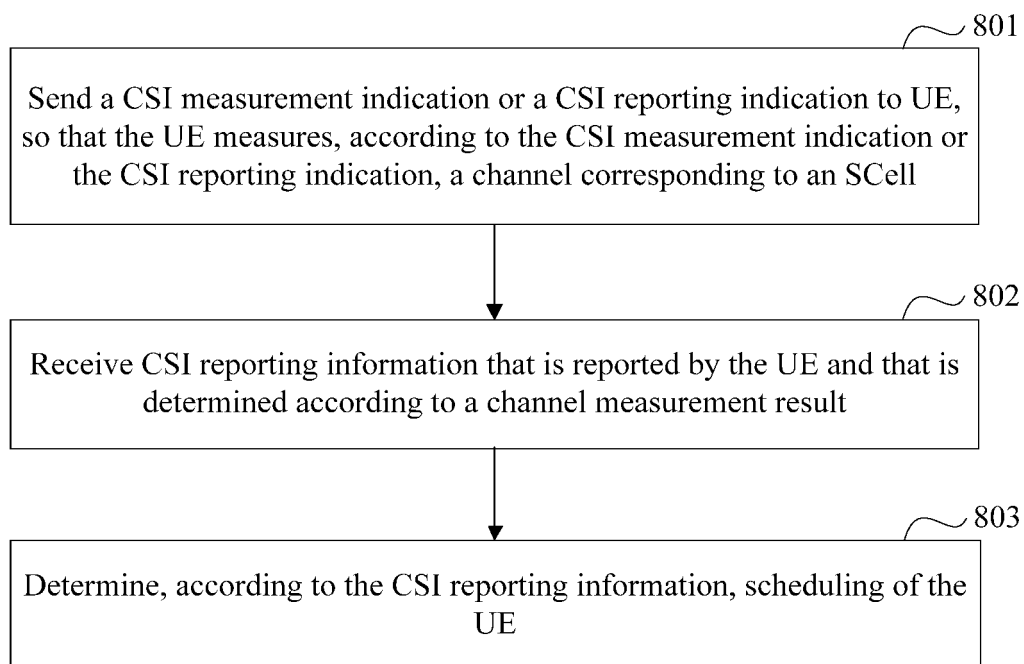 801
Send a CSI measurement indication or a CSI reporting indication to UE,
so that the UE measures, according to the CSI measurement indication or
the CSI reporting indication, a channel corresponding to an SCell
802
Receive CSI reporting information that is reported by the UE and that is
determined according to a channel measurement result
803
Determine, according to the CSI reporting information, scheduling of the
UE